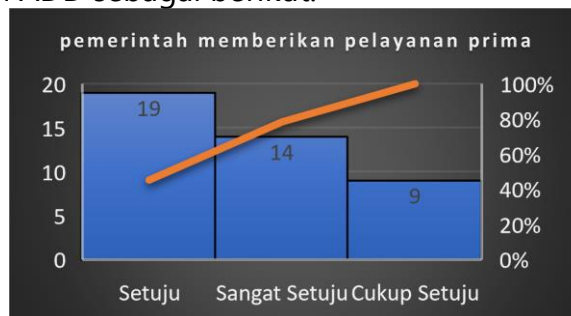 sebagai berikut.
pemerintah memberikan pelayanan prima
20
15
10
5
0
19
14
9
100%
80%
60%
40%
20%
0%
Setuju
Sangat Setuju
Cukup Setuju